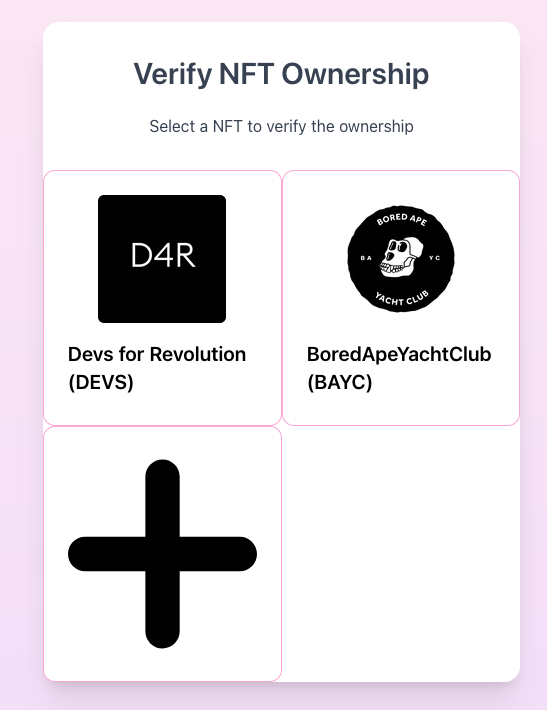 Verify NFT Ownership
Select a NFT to verify the ownership
D4R
BORED APE
BA YC
YACHT CLUB
Devs for Revolution
(DEVS)
BoredApeYachtClub
(BAYC)